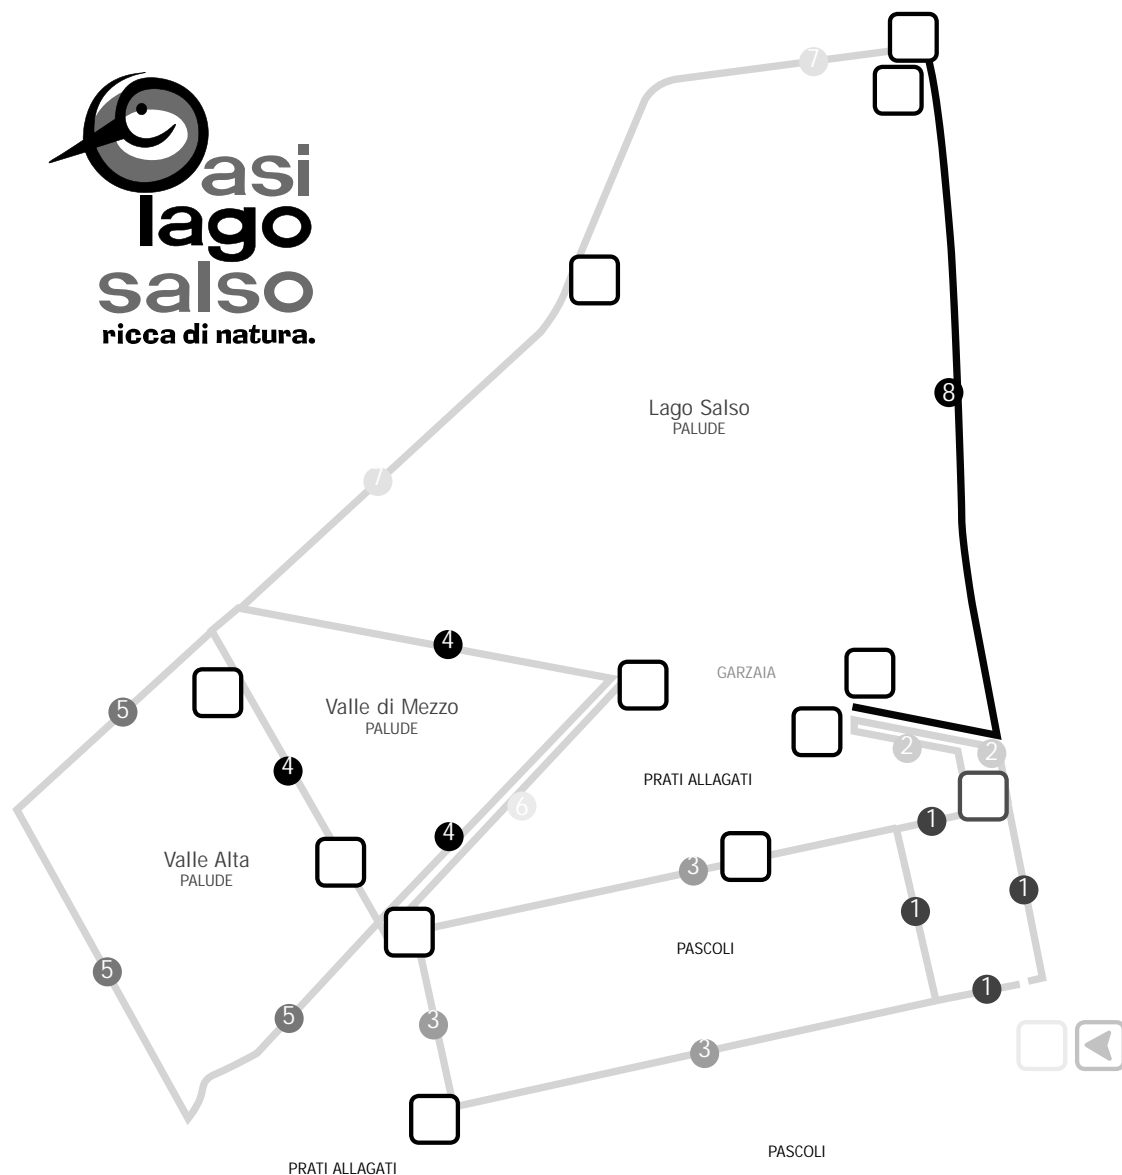 asi
lago
salso
ricca di natura.
7
8
Lago Salso
PALUDE
7
4
GARZAIA
5
Valle di Mezzo
PALUDE
2
2
4
PRATI ALLAGATI
6
4
1
Valle Alta
PALUDE
3
1
1
PASCOLI
5
1
5
3
3
PASCOLI
PRATI ALLAGATI